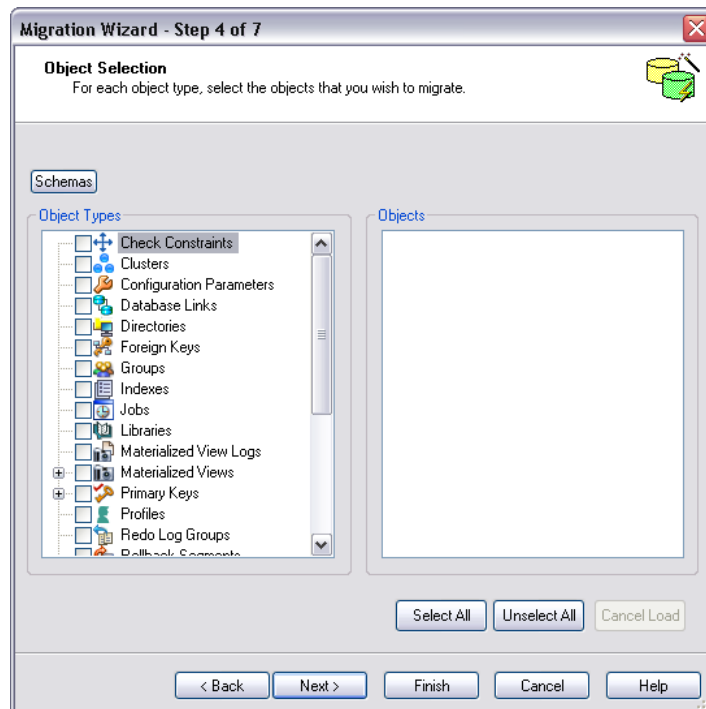 Migration Wizard - Step 4 of 7
Object Selection
For each object type, select the objects that you wish to migrate.
Schemas
Object Types
Check Constraints
Clusters
Configuration Parameters
Database Links
Directories
Foreign Keys
Groups
Indexes
Jobs
Libraries
Materialized View Logs
Materialized Views
Primary Keys
Profiles
Redo Log Groups
Rollback Segments
Objects
Select All Unselect All Cancel Load
< Back Next > Finish Cancel Help